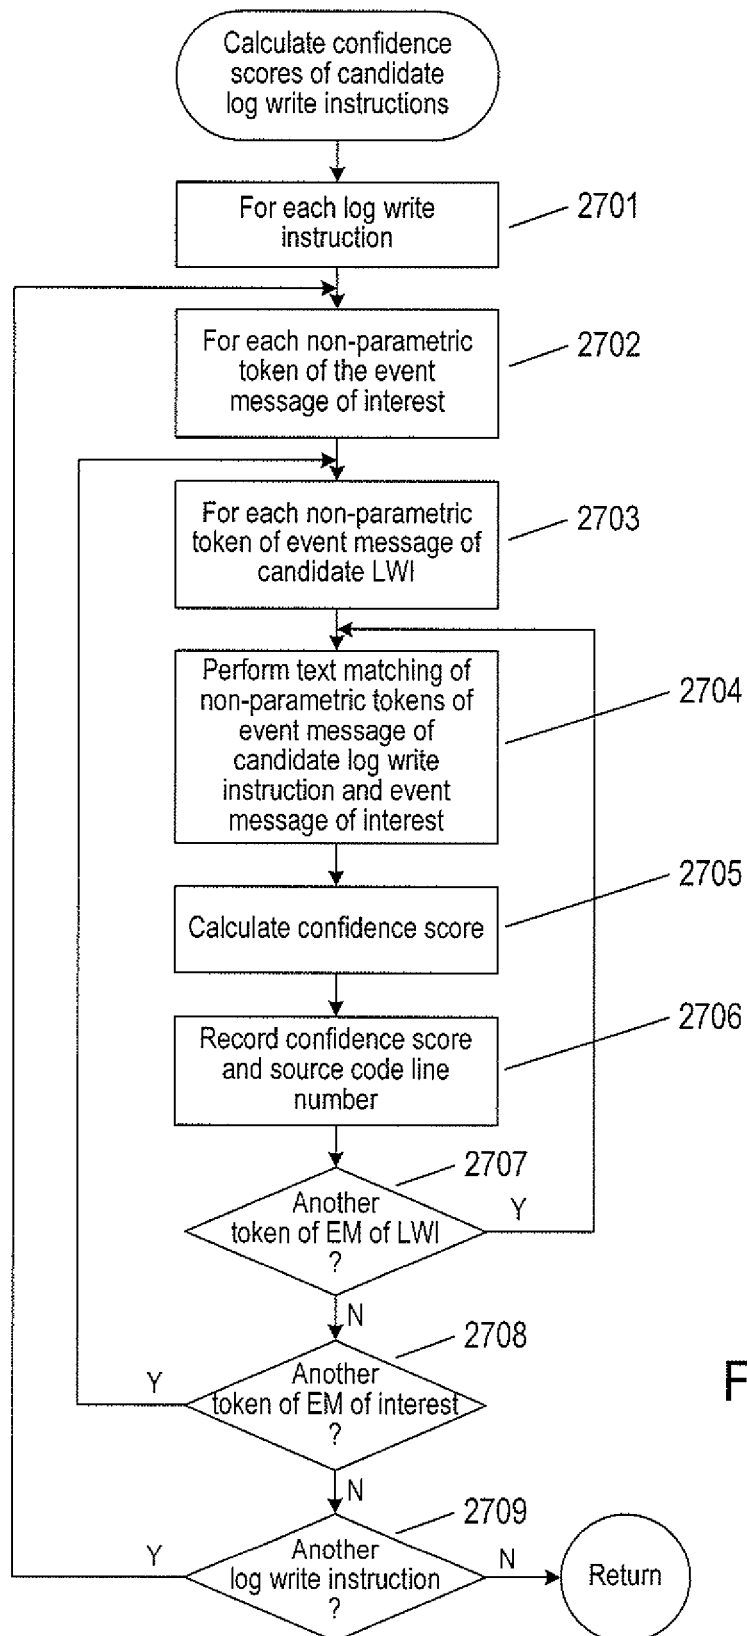 Calculate confidence
scores of candidate
log write instructions
For each log write
instruction
2701
For each non-parametric
token of the event
message of interest
2702
For each non-parametric
token of event message of
candidate LWI
2703
Perform text matching of
non-parametric tokens of
event message of
candidate log write
instruction and event
message of interest
2704
Calculate confidence score
2705
Record confidence score
and source code line
number
2706
2707
Another
token of EM of LWI
?
Y
N
2708
Another
token of EM of interest
?
Y
F
N
2709
Another
log write instruction
?
Y
N
Return